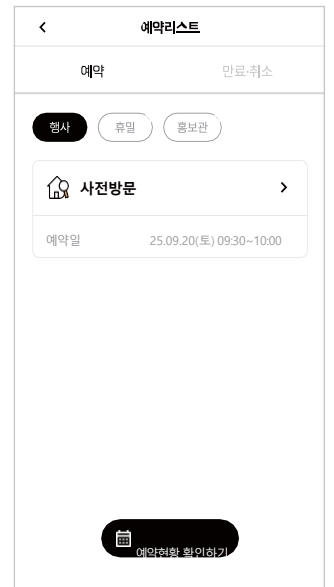 예약리스트
예약 만료·취소
행사 휴밀 홍보관
사전방문
예약일 25.09.20(토) 09:30~10:00
예약현황 확인하기